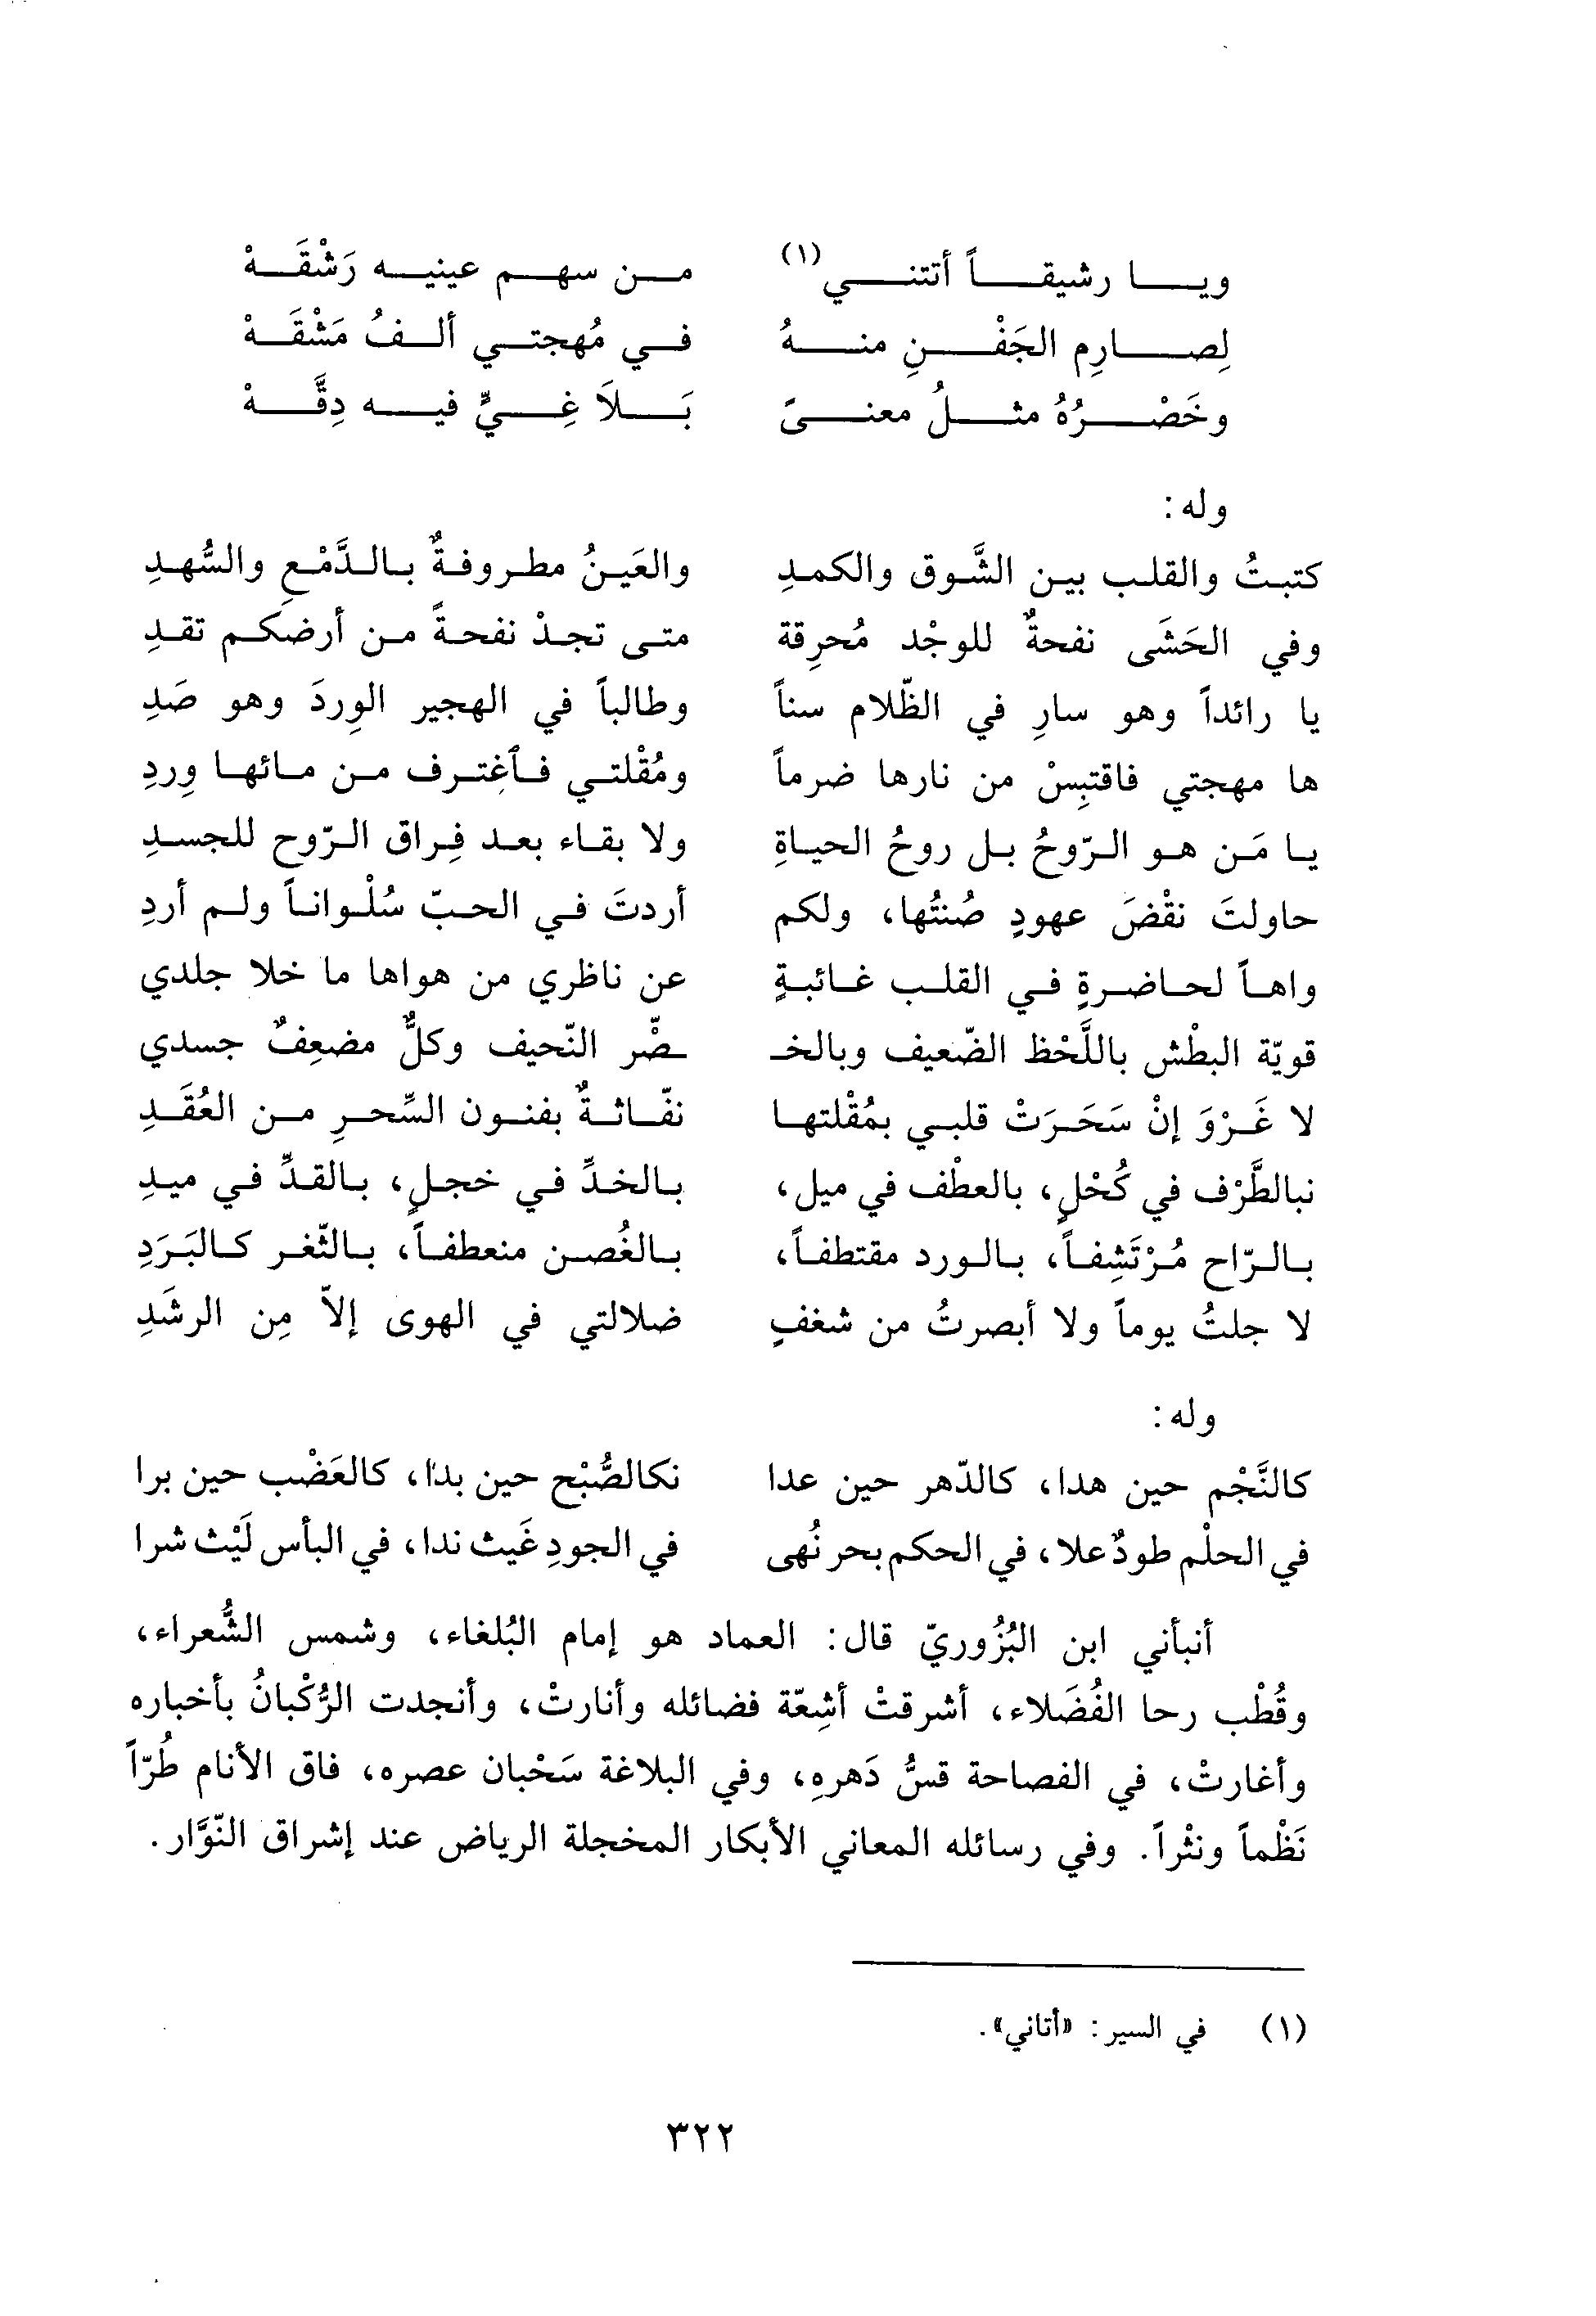 ويا رشيقاً أتتني(١) من سهم عينيه رَشْقَهْ
لِصارِمِ الجَفْنِ منهُ في مُهجتي ألفُ مَشْقَهْ
وخَصْرُهُ مثلُ معنىً بَلاَ غِيٍّ فيه دِقَّهْ
وله:
كتبتُ والقلب بين الشَّوق والكمدِ والعَينُ مطروفةٌ بالدَّمْعِ والسُّهدِ
وفي الحَشَى نفحةٌ للوجْد مُحرِقة متى تجدْ نفحةً من أرضكم تقدِ
يا رائداً وهو سارِ في الظّلام سناً وطالباً في الهجير الوِردَ وهو صَدِ
ها مهجتي فاقتبِسْ من نارها ضرماً ومُقْلتي فٱغِترف من مائها وِردِ
يا مَن هو الرّوحُ بل روحُ الحياةِ ولا بقاء بعد فِراق الرّوح للجسدِ
حاولتَ نقْضَ عهودٍ صُنتُها، ولكم أردتَ في الحبّ سُلْواناً ولم أردِ
واهاً لحاضرةٍ في القلب غائبةٍ عن ناظري من هواها ما خلا جلدي
قويّة البطْش باللَّحْظ الضّعيف وبالخـ ـضْر النّحيف وكلٌّ مضعِفٌ جسدي
لا غَرْوَ إنْ سَحَرَتْ قلبي بمُقْلتها نفّاثةٌ بفنون السِّحرِ من العُقَدِ
نبالطَّرْف في كُحْلٍ، بالعطْف في ميل، بالخدِّ في خجلٍ، بالقدِّ في ميدِ
بالرّاح مُرْتَشِفاً، بالورد مقتطفاً، بالغُصن منعطفاً، بالثّغر كالبَرَدِ
لا جلتُ يوماً ولا أبصرتُ من شغفٍ ضلالتي في الهوى إلاّ مِن الرشَدِ
وله:
كالنَّجْم حين هدا، كالدّهر حين عدا نكالصُّبْح حين بدا، كالعَضْب حين برا
في الحلْم طودٌ علا، في الحكم بحر نُهى في الجودِ غَيث ندا، في البأس لَيْث شرا
أنبأني ابن البُزُوريّ قال: العماد هو إمام البُلغاء، وشمس الشُّعراء،
وقُطْب رحا الفُضَلاء، أشرقتْ أشِعّة فضائله وأنارتْ، وأنجدت الرُّكْبانُ بأخباره
وأغارتْ، في الفصاحة قسُّ دَهرهِ، وفي البلاغة سَحْبان عصره، فاق الأنام طُرّاً
نَظْماً ونثْراً. وفي رسائله المعاني الأبكار المخجلة الرياض عند إشراق النّوَّار.
(١) في السير: «أتاني».
٣٢٢